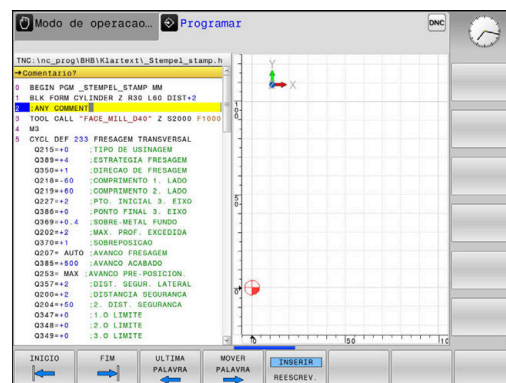 Modo de operacao...
Programar
DNC
TNC:\nc_prog\BHB\Klartext\_Stempel_stamp.h
→Comentario?
0 BEGIN PGM _STEMPEL_STAMP MM
1 BLK FORM CYLINDER Z R30 L60 DIST+2
2 ;ANY COMMENT
3 TOOL CALL "FACE_MILL_D40" Z S2000 F1000
4 M3
5 CYCL DEF 233 FRESAGEM TRANSVERSAL
Q215=+0 ;TIPO DE USINAGEM
Q389=+4 ;ESTRATEGIA FRESAGEM
Q350=+1 ;DIRECAO DE FRESAGEM
Q218=-60 ;COMPRIMENTO 1. LADO
Q219=+60 ;COMPRIMENTO 2. LADO
Q227=+2 ;PTO. INICIAL 3. EIXO
Q386=+0 ;PONTO FINAL 3. EIXO
Q369=+0.4 ;SOBRE-METAL FUNDO
Q202=+2 ;MAX. PROF. EXCEDIDA
Q370=+1 ;SOBREPOSICAO
Q207= AUTO ;AVANCO FRESAGEM
Q385=+500 ;AVANCO ACABADO
Q253= MAX ;AVANCO PRE-POSICION.
Q357=+2 ;DIST. SEGUR. LATERAL
Q200=+2 ;DISTANCIA SEGURANCA
Q204=+50 ;2. DIST. SEGURANCA
Q347=+0 ;1.O LIMITE
Q348=+0 ;2.O LIMITE
Q349=+0 ;3.O LIMITE
Y
X
100
50
0
0
50
INICIO
FIM
ULTIMA PALAVRA
MOVER PALAVRA
INSERIR
REESCREV.